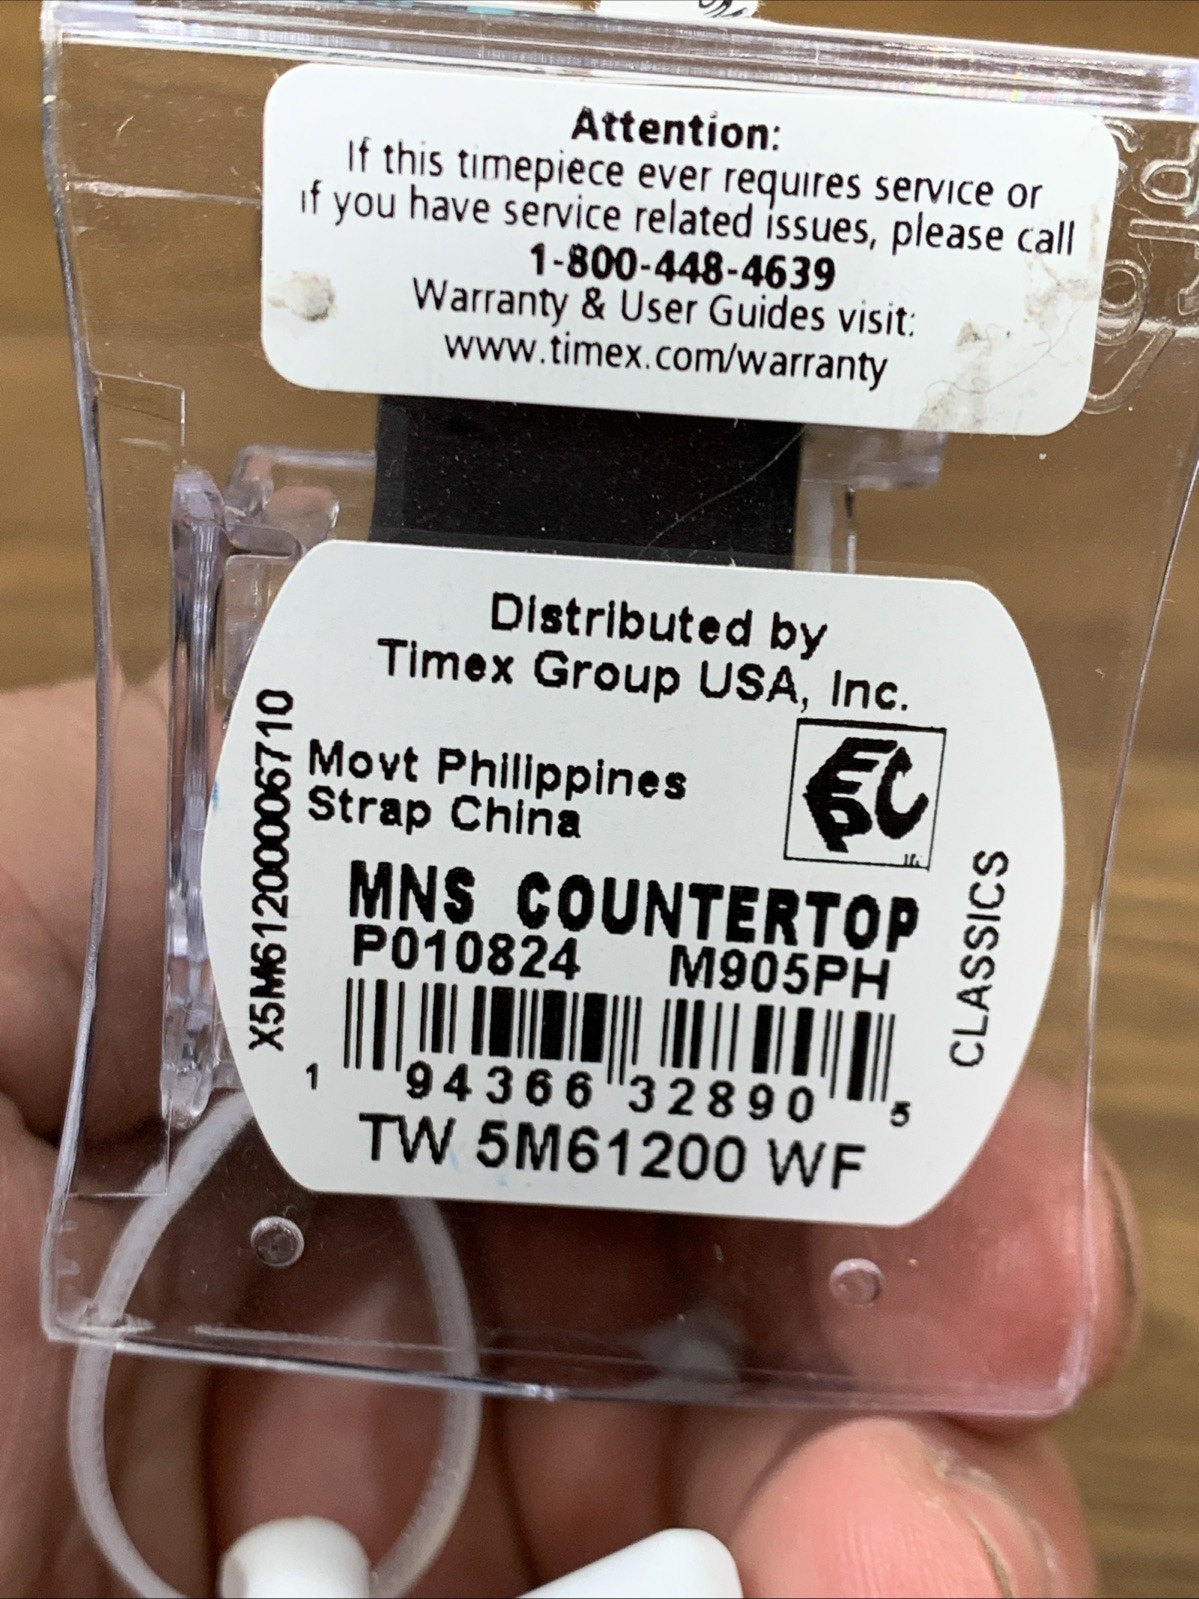 Attention:
If this timepiece ever requires service or
if you have service related issues, please call
1-800-448-4639
Warranty & User Guides visit:
www.timex.com/warranty
Distributed by
Timex Group USA, Inc.
Movt Philippines
Strap China
X5M6120006710
MNS COUNTERTOP
P010824 M905PH
CLASSICS
1 94366 32890 5
TW 5M61200 WF